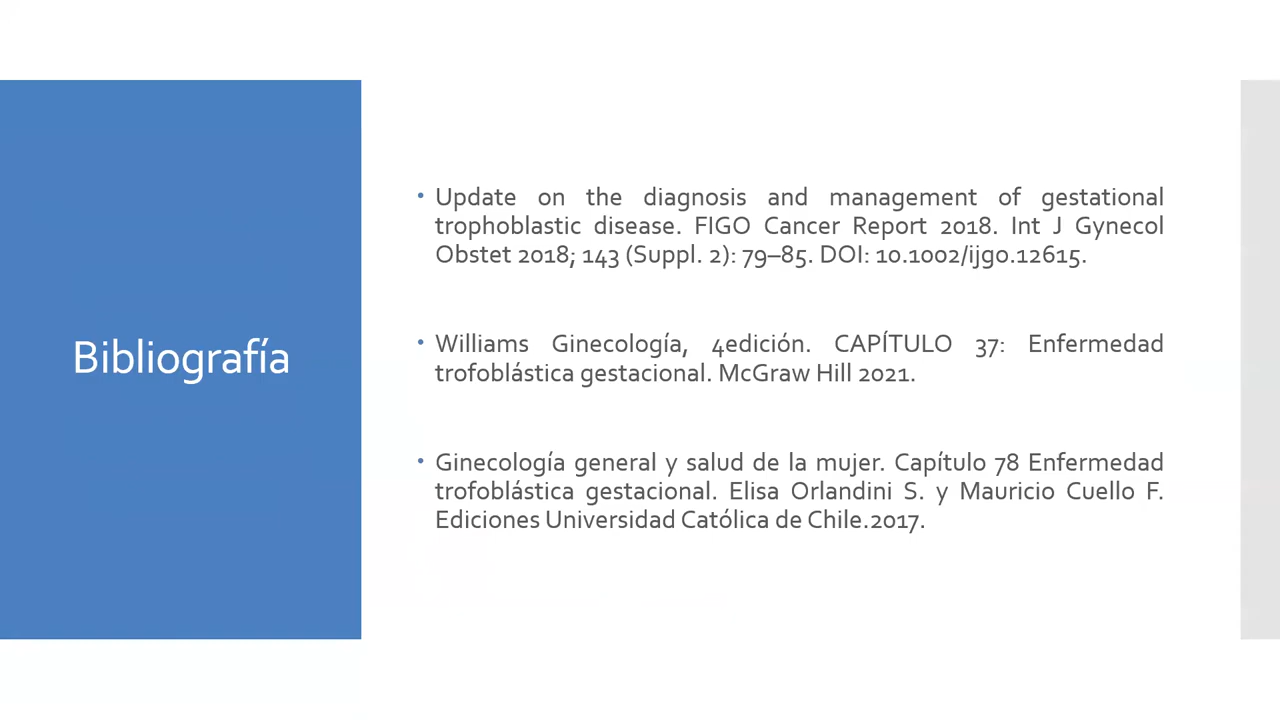 Bibliografía
• Update on the diagnosis and management of gestational
trophoblastic disease. FIGO Cancer Report 2018. Int J Gynecol
Obstet 2018; 143 (Suppl. 2): 79–85. DOI: 10.1002/ijgo.12615.
• Williams Ginecología, 4edición. CAPÍTULO 37: Enfermedad
trofoblástica gestacional. McGraw Hill 2021.
• Ginecología general y salud de la mujer. Capítulo 78 Enfermedad
trofoblástica gestacional. Elisa Orlandini S. y Mauricio Cuello F.
Ediciones Universidad Católica de Chile.2017.